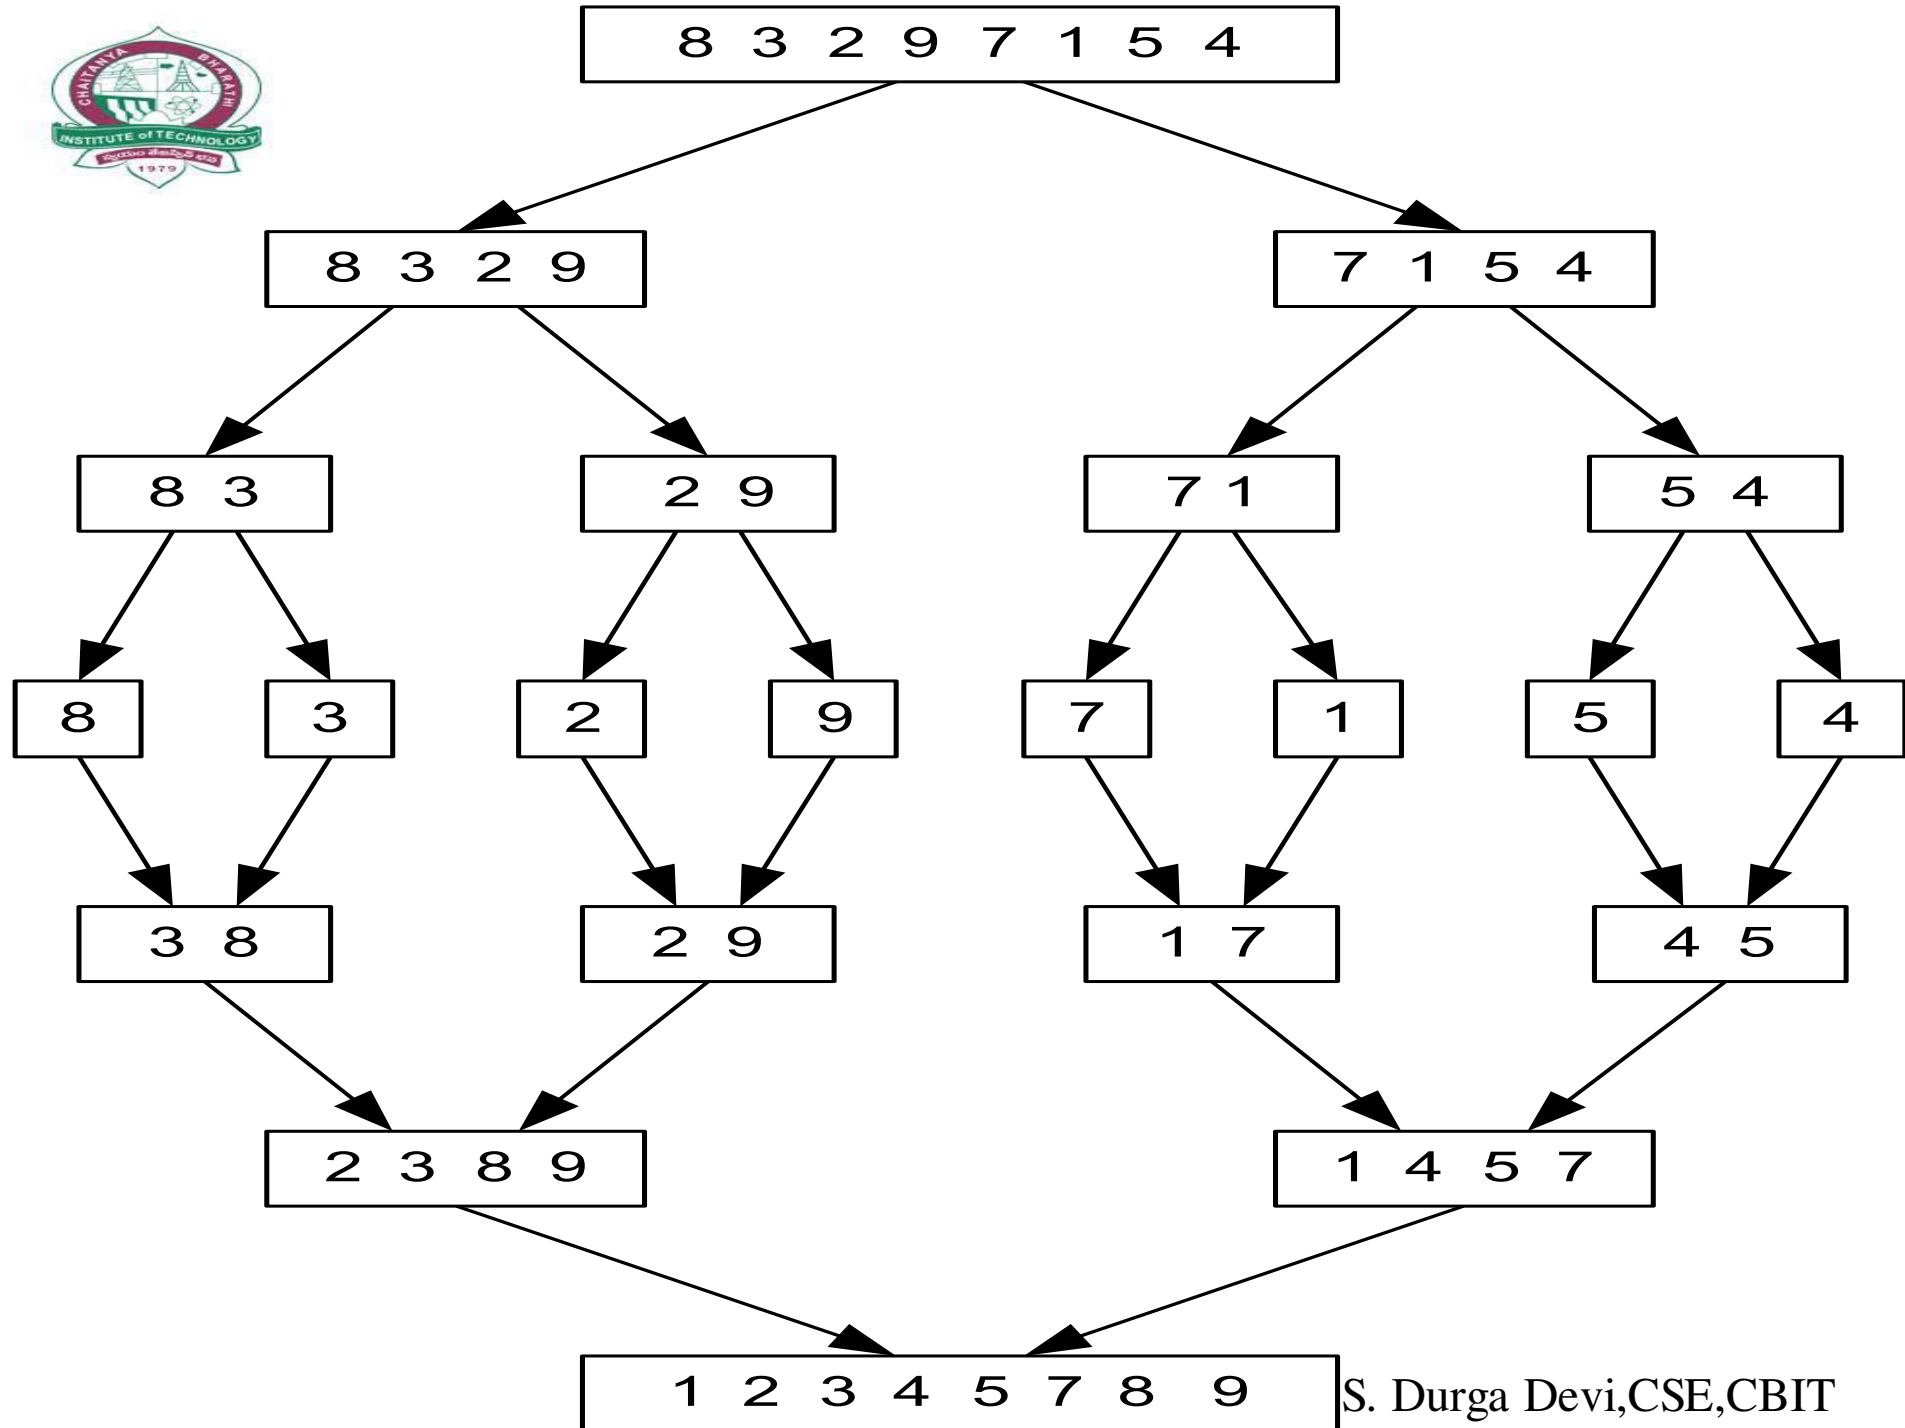 8 3 2 9 7 1 5 4
CHAITANYA BHARATHI
INSTITUTE of TECHNOLOGY
1979
8 3 2 9
7 1 5 4
8 3
2 9
7 1
5 4
8
3
2
9
7
1
5
4
3 8
2 9
1 7
4 5
2 3 8 9
1 4 5 7
1 2 3 4 5 7 8 9
S. Durga Devi,CSE,CBIT